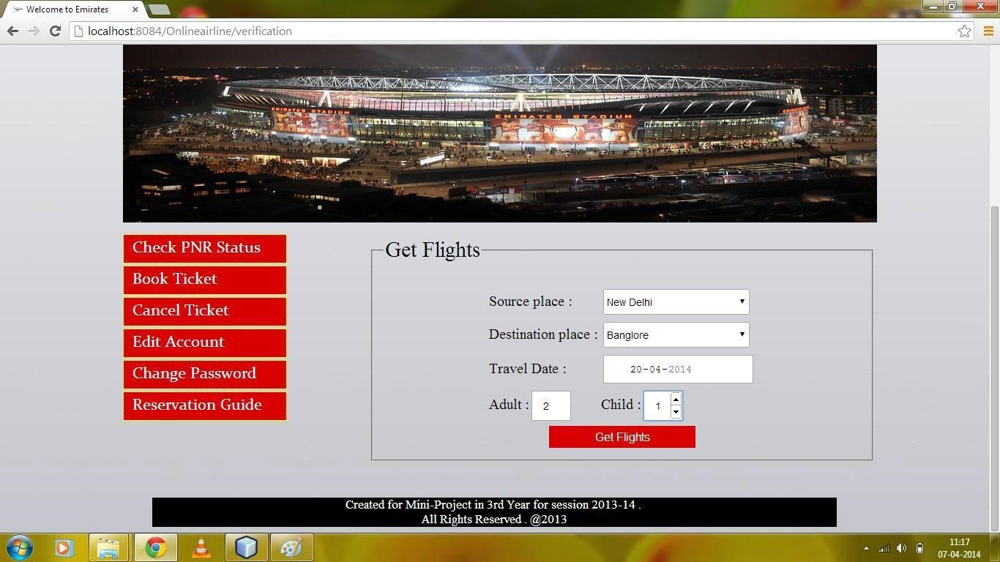 Welcome to Emirates
localhost:8084/Onlineairline/verification
EMIRATES STADIUM
EMIRATES STADIUM
EMIRATES
Check PNR Status
Book Ticket
Cancel Ticket
Edit Account
Change Password
Reservation Guide
Get Flights
Source place :
New Delhi
Destination place :
Banglore
Travel Date :
20-04-2014
Adult : 2
Child : 1
Get Flights
Created for Mini-Project in 3rd Year for session 2013-14 .
All Rights Reserved . @2013
11:17
07-04-2014